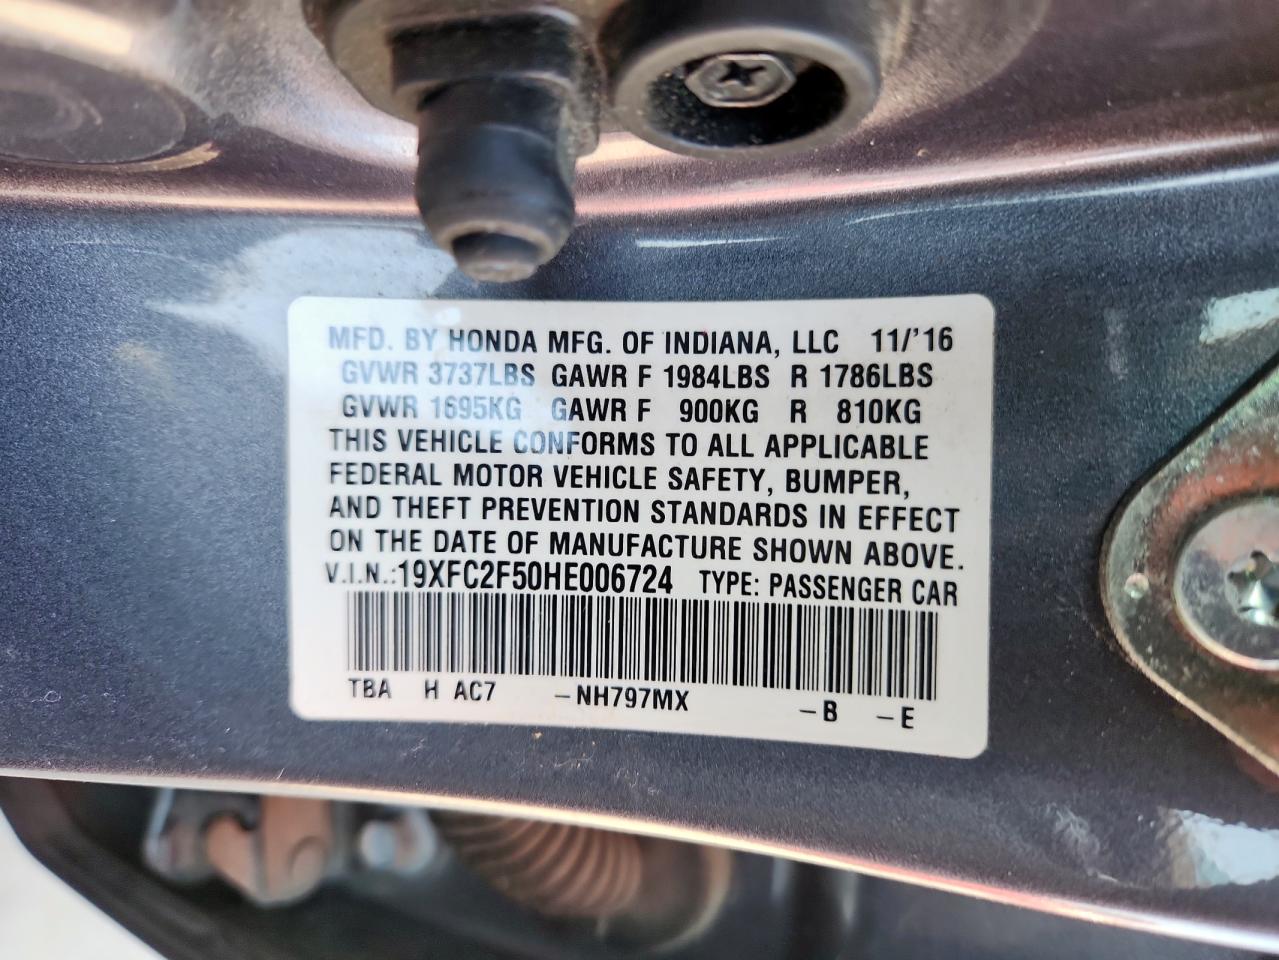 MFD. BY HONDA MFG. OF INDIANA, LLC 11/'16
GVWR 3737LBS GAWR F 1984LBS R 1786LBS
GVWR 1695KG GAWR F 900KG R 810KG
THIS VEHICLE CONFORMS TO ALL APPLICABLE
FEDERAL MOTOR VEHICLE SAFETY, BUMPER,
AND THEFT PREVENTION STANDARDS IN EFFECT
ON THE DATE OF MANUFACTURE SHOWN ABOVE.
V.I.N.:19XFC2F50HE006724 TYPE: PASSENGER CAR
TBA H AC7 –NH797MX –B –E